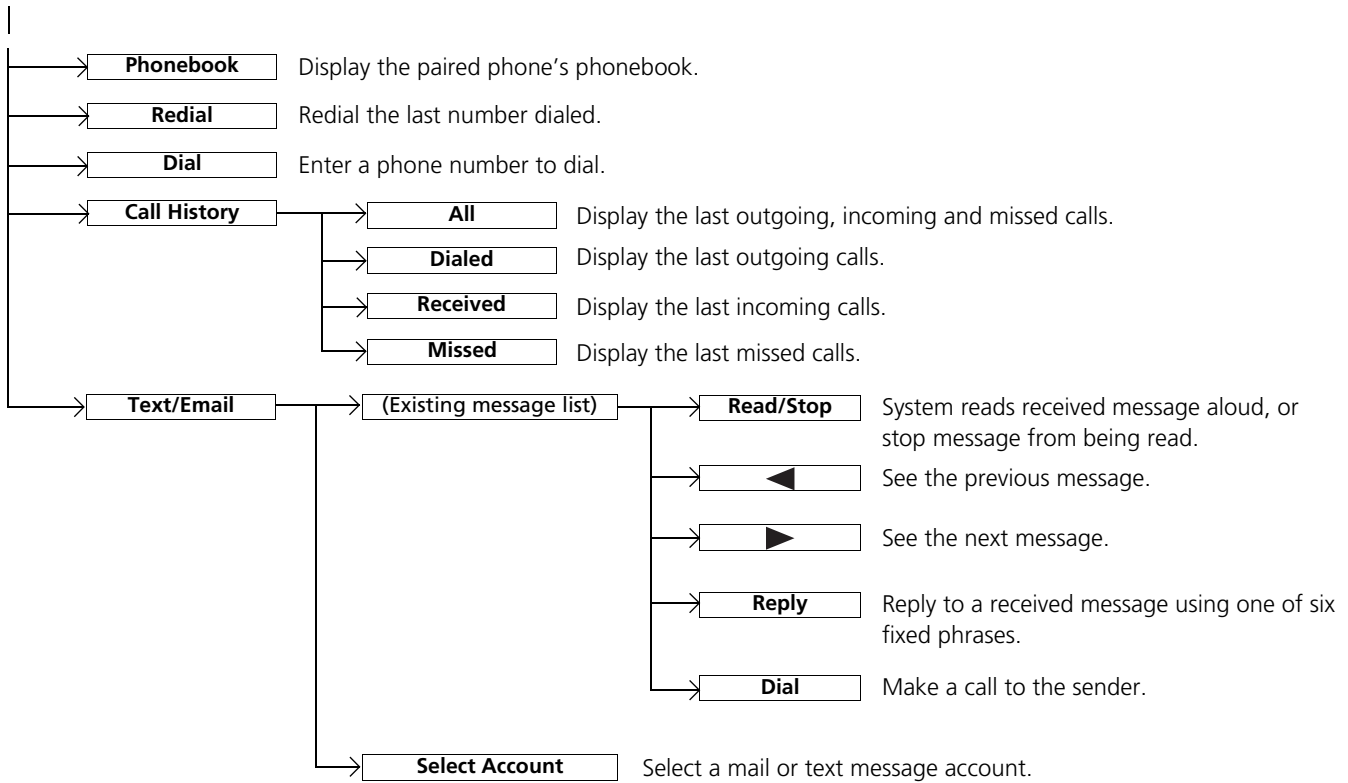 Phonebook Display the paired phone's phonebook.
Redial Redial the last number dialed.
Dial Enter a phone number to dial.
Call History All Display the last outgoing, incoming and missed calls.
Dialed Display the last outgoing calls.
Received Display the last incoming calls.
Missed Display the last missed calls.
Text/Email (Existing message list) Read/Stop System reads received message aloud, or
stop message from being read.
◀ See the previous message.
▶ See the next message.
Reply Reply to a received message using one of six
fixed phrases.
Dial Make a call to the sender.
Select Account Select a mail or text message account.